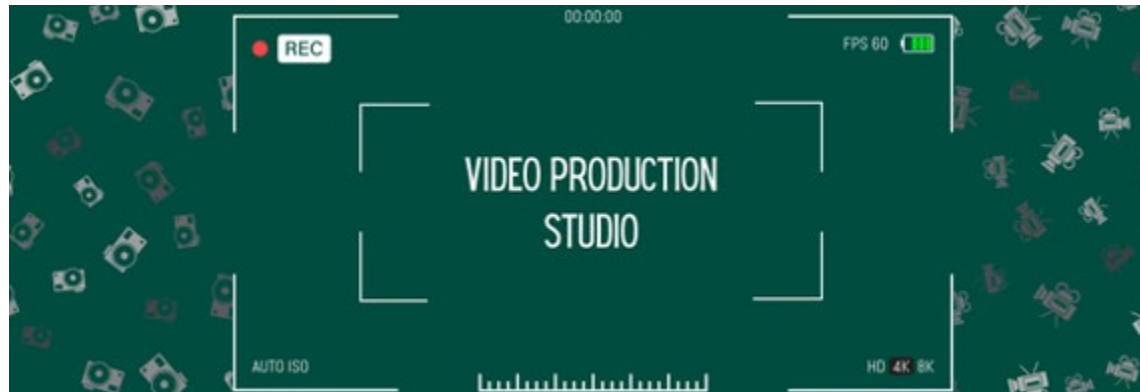 00:00:00
REC
FPS 60
VIDEO PRODUCTION
STUDIO
AUTO ISO
HD 4K 8K